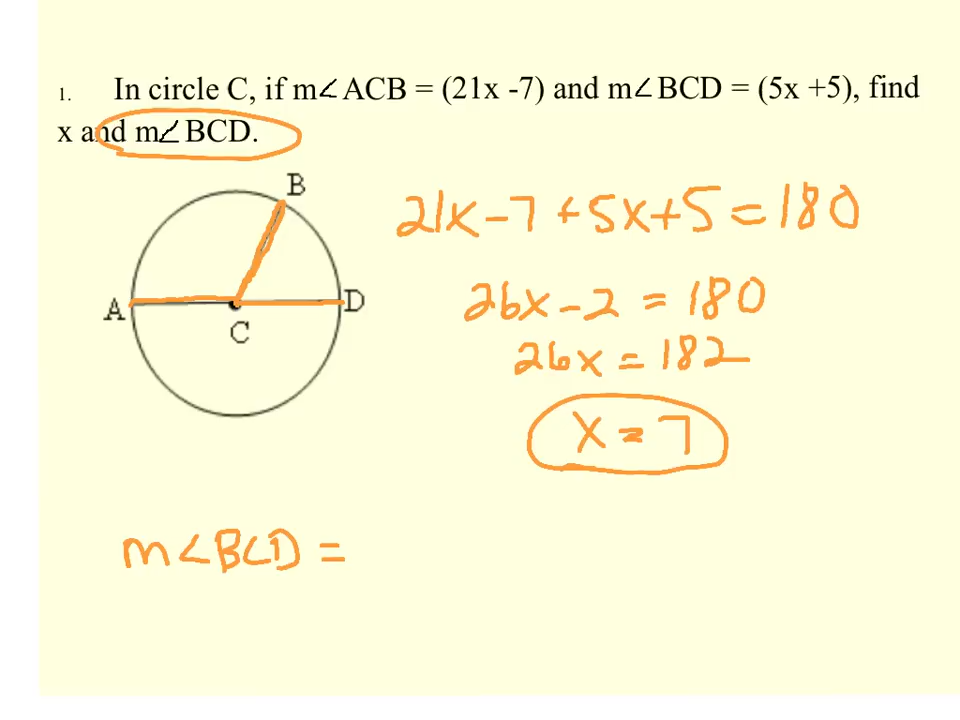 1. In circle C, if m∠ACB = (21x -7) and m∠BCD = (5x +5), find
x and m∠BCD.
B
21x-7+5x+5=180
A
D
C
26x-2=180
26x=182
x=7
m∠BCD=